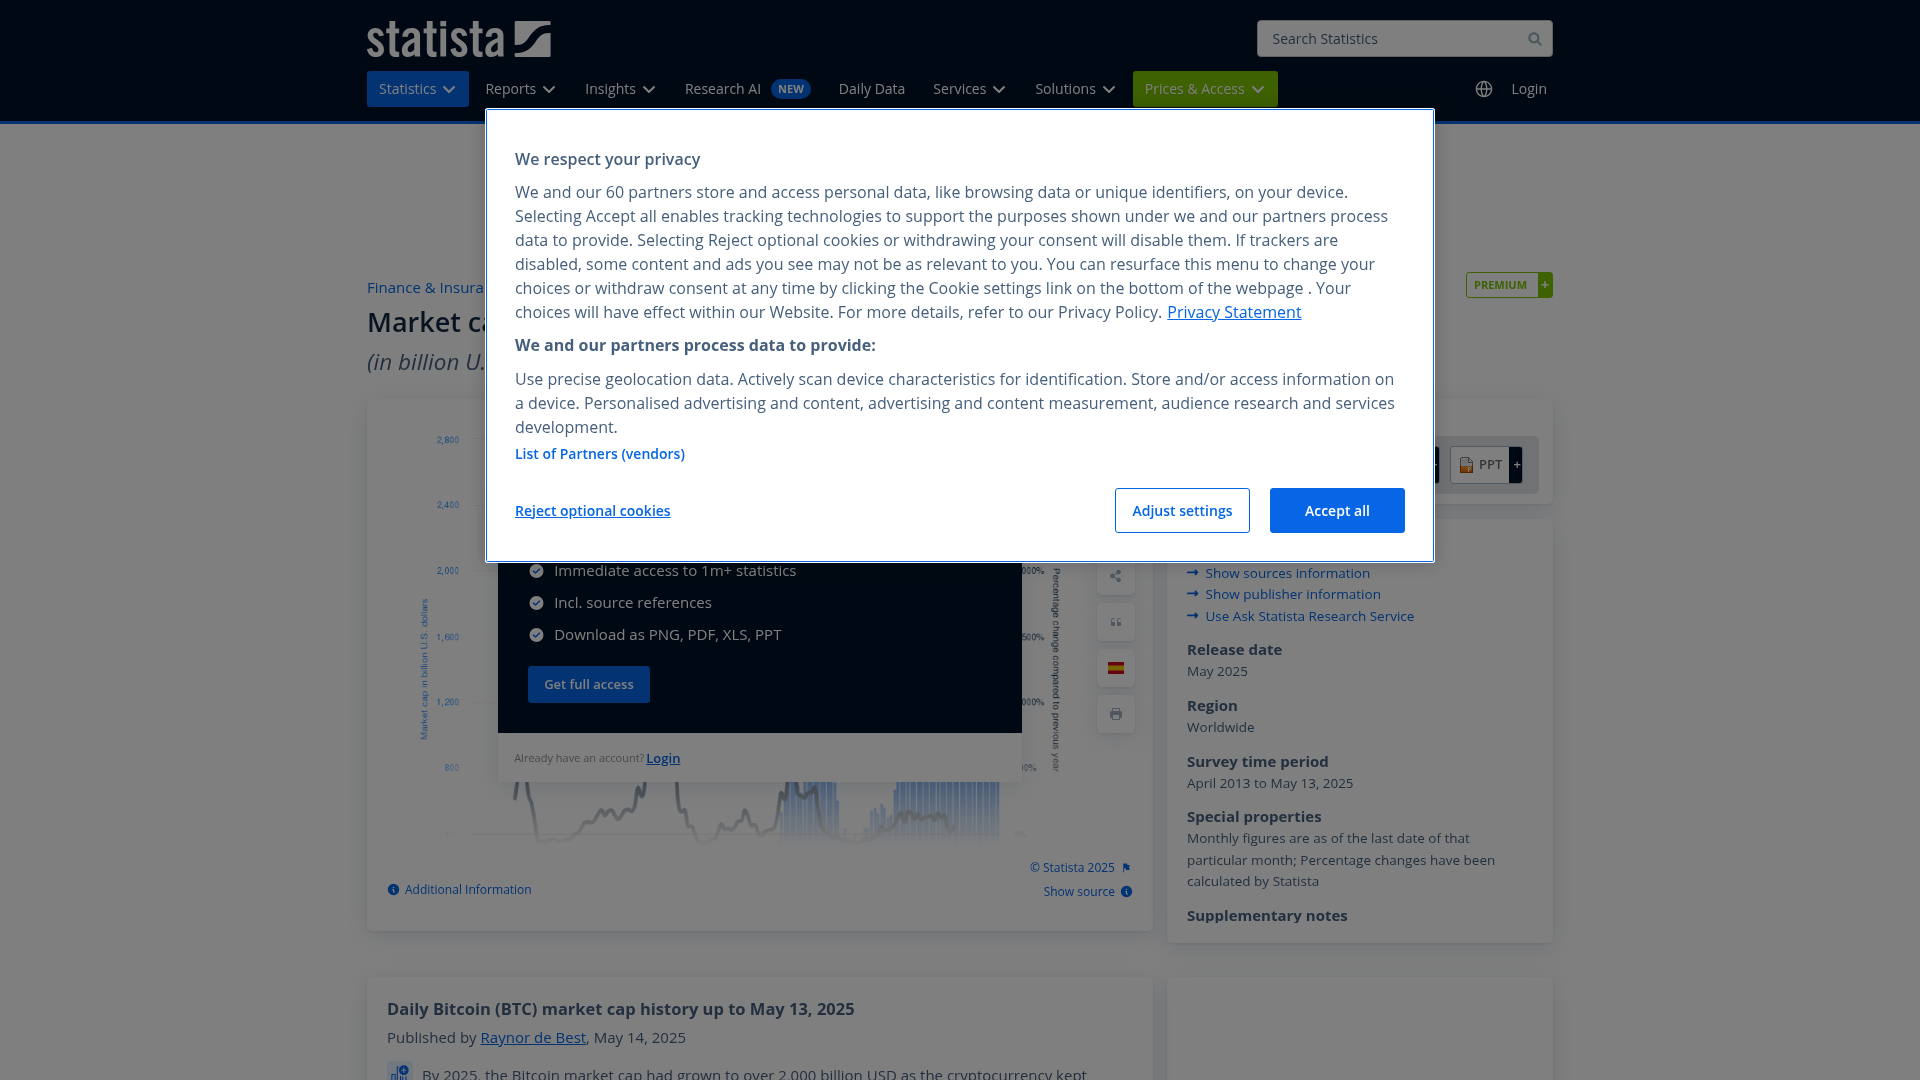 statista
Search Statistics
Statistics
Reports
Insights
Research AI NEW
Daily Data
Services
Solutions
Prices & Access
Login
We respect your privacy
We and our 60 partners store and access personal data, like browsing data or unique identifiers, on your device.
Selecting Accept all enables tracking technologies to support the purposes shown under we and our partners process
data to provide. Selecting Reject optional cookies or withdrawing your consent will disable them. If trackers are
disabled, some content and ads you see may not be as relevant to you. You can resurface this menu to change your
choices or withdraw consent at any time by clicking the Cookie settings link on the bottom of the webpage . Your
choices will have effect within our Website. For more details, refer to our Privacy Policy. Privacy Statement
We and our partners process data to provide:
Use precise geolocation data. Actively scan device characteristics for identification. Store and/or access information on
a device. Personalised advertising and content, advertising and content measurement, audience research and services
development.
List of Partners (vendors)
Reject optional cookies
Adjust settings
Accept all
Finance & Insura
PREMIUM +
Market c
(in billion U.
2,800
2,400
2,000
1,600
1,200
800
Market cap in billion U.S. dollars
Immediate access to 1m+ statistics
Incl. source references
Download as PNG, PDF, XLS, PPT
Get full access
Already have an account? Login
Percentage change compared to previous year
© Statista 2025
Additional Information
Show source
PPT +
Show sources information
Show publisher information
Use Ask Statista Research Service
Release date
May 2025
Region
Worldwide
Survey time period
April 2013 to May 13, 2025
Special properties
Monthly figures are as of the last date of that
particular month; Percentage changes have been
calculated by Statista
Supplementary notes
Daily Bitcoin (BTC) market cap history up to May 13, 2025
Published by Raynor de Best, May 14, 2025
By 2025, the Bitcoin market cap had grown to over 2,000 billion USD as the cryptocurrency kept